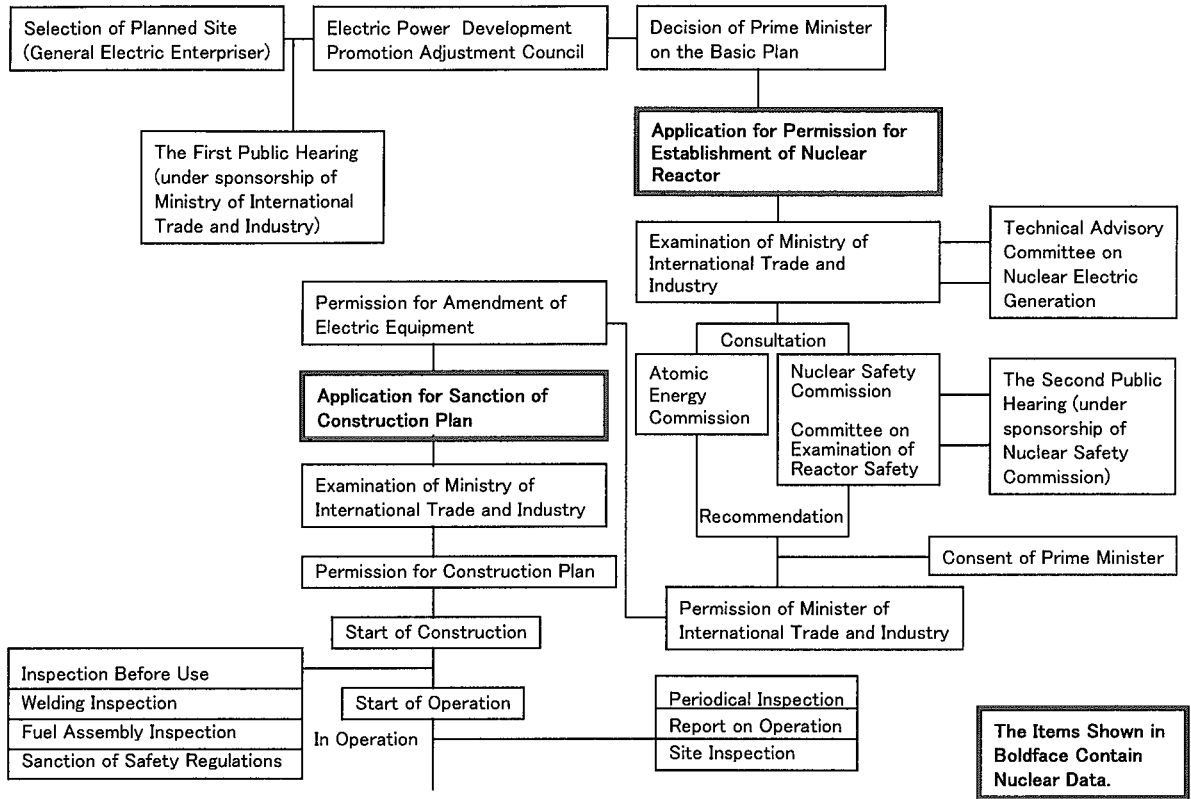 Selection of Planned Site
(General Electric Enterpriser)
Electric Power Development
Promotion Adjustment Council
Decision of Prime Minister
on the Basic Plan
The First Public Hearing
(under sponsorship of
Ministry of International
Trade and Industry)
Application for Permission for
Establishment of Nuclear
Reactor
Examination of Ministry of
International Trade and
Industry
Technical Advisory
Committee on
Nuclear Electric
Generation
Consultation
Atomic
Energy
Commission
Nuclear Safety
Commission
Committee on
Examination of
Reactor Safety
The Second Public
Hearing (under
sponsorship of
Nuclear Safety
Commission)
Recommendation
Consent of Prime Minister
Permission of Minister of
International Trade and Industry
Permission for Amendment of
Electric Equipment
Application for Sanction of
Construction Plan
Examination of Ministry of
International Trade and Industry
Permission for Construction Plan
Start of Construction
Inspection Before Use
Welding Inspection
Fuel Assembly Inspection
Sanction of Safety Regulations
Start of Operation
In Operation
Periodical Inspection
Report on Operation
Site Inspection
The Items Shown in
Boldface Contain
Nuclear Data.